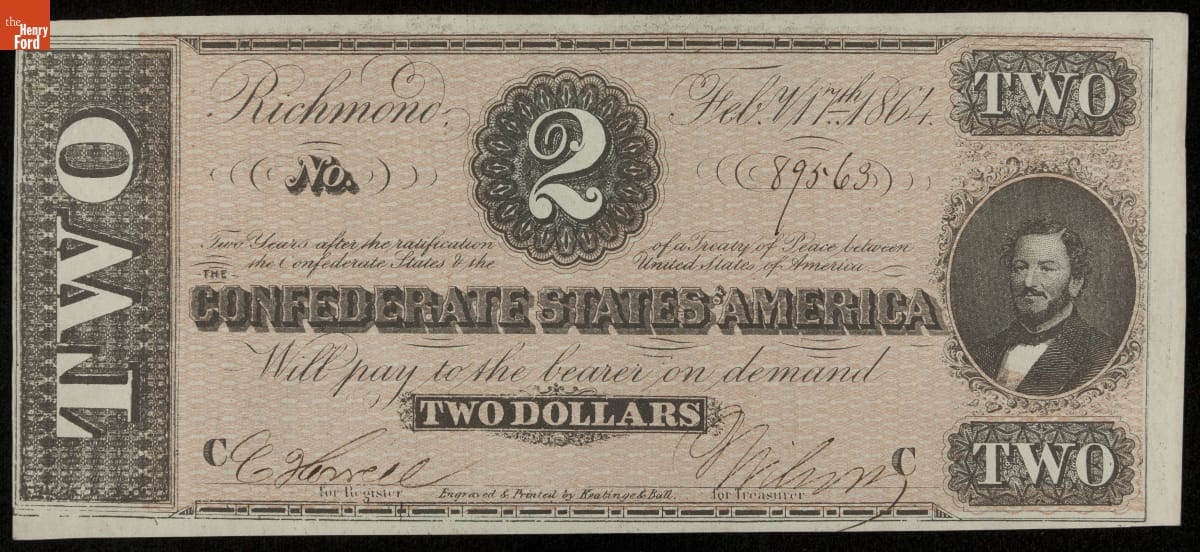 the Henry Ford
TWO
Richmond, Feb.y 17th 1864.
2
TWO
No. 89563
Two Years after the ratification of a Treaty of Peace between
the Confederate States & the United States of America
THE
CONFEDERATE STATES OF AMERICA
Will pay to the bearer on demand
TWO DOLLARS
C C
for Register Engraved & Printed by Keatinge & Ball. for Treasurer
TWO